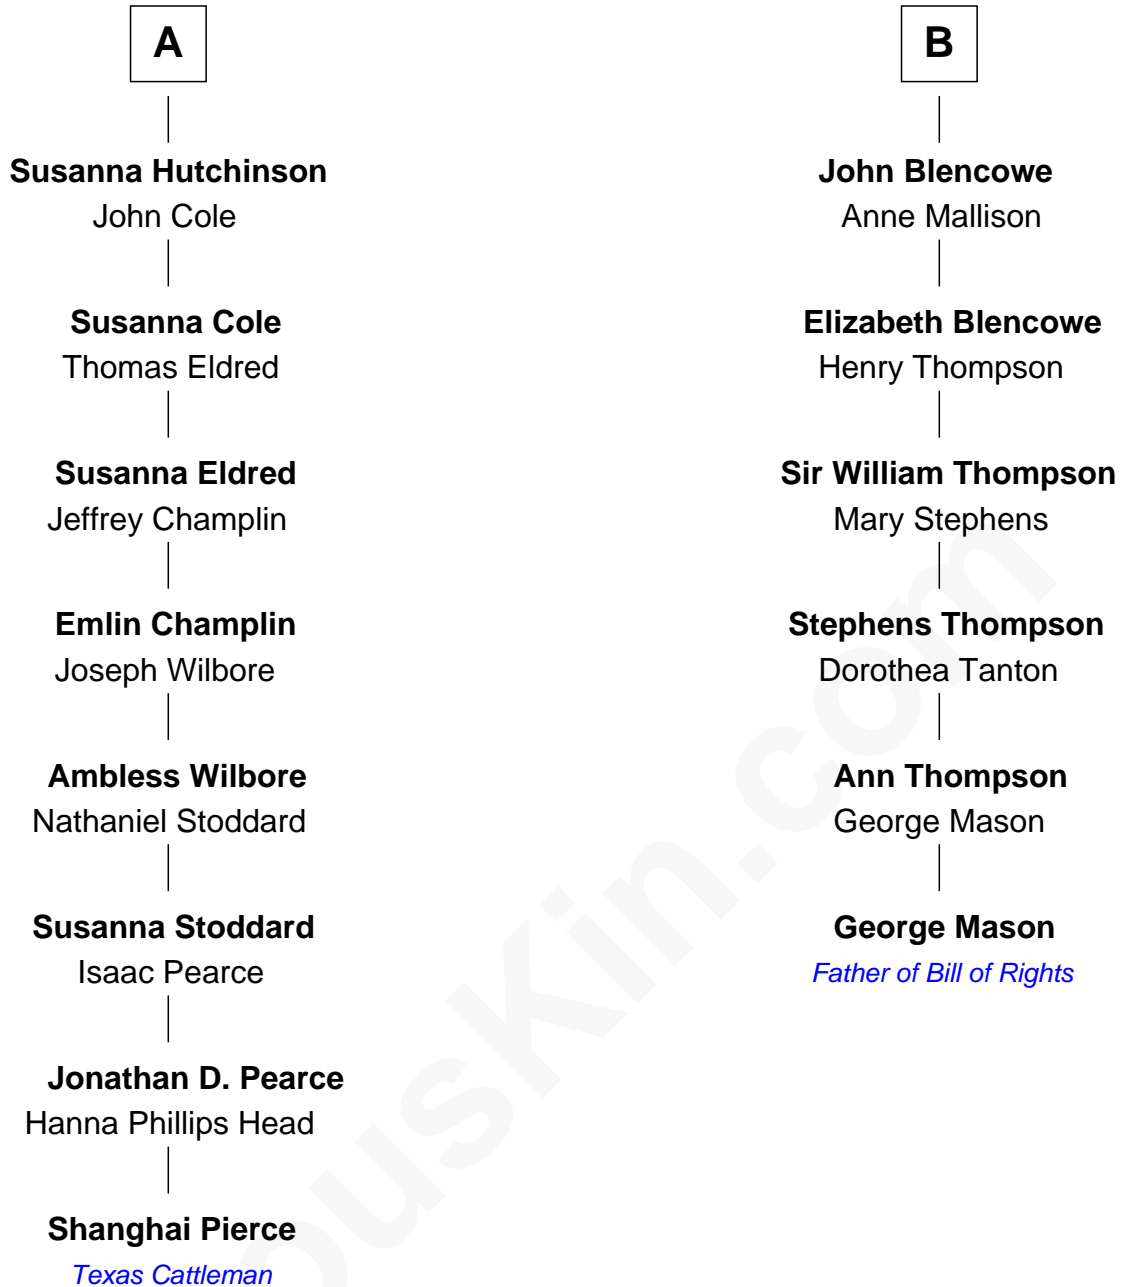 A
Susanna Hutchinson
John Cole
Susanna Cole
Thomas Eldred
Susanna Eldred
Jeffrey Champlin
Emlin Champlin
Joseph Wilbore
Ambless Wilbore
Nathaniel Stoddard
Susanna Stoddard
Isaac Pearce
Jonathan D. Pearce
Hanna Phillips Head
Shanghai Pierce
Texas Cattleman
B
John Blencowe
Anne Mallison
Elizabeth Blencowe
Henry Thompson
Sir William Thompson
Mary Stephens
Stephens Thompson
Dorothea Tanton
Ann Thompson
George Mason
George Mason
Father of Bill of Rights
ousKin.com